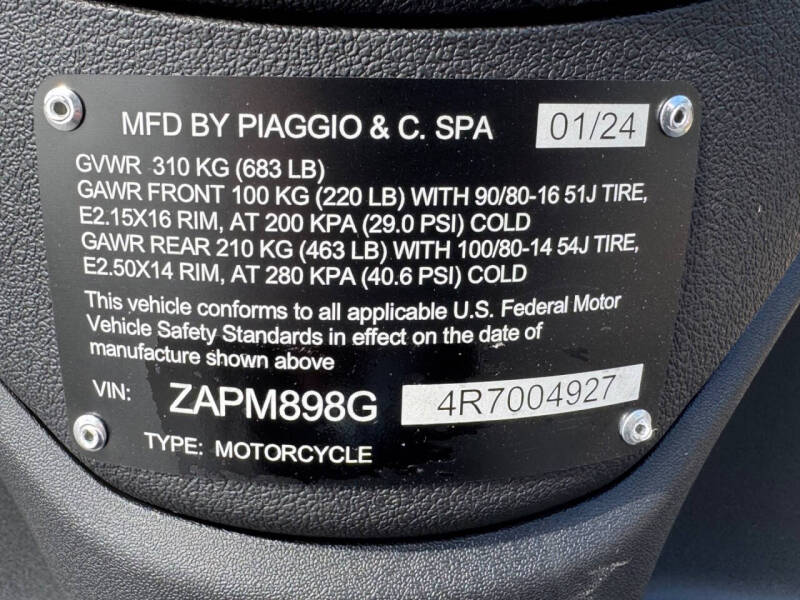 MFD BY PIAGGIO & C. SPA 01/24
GVWR 310 KG (683 LB)
GAWR FRONT 100 KG (220 LB) WITH 90/80-16 51J TIRE,
E2.15X16 RIM, AT 200 KPA (29.0 PSI) COLD
GAWR REAR 210 KG (463 LB) WITH 100/80-14 54J TIRE,
E2.50X14 RIM, AT 280 KPA (40.6 PSI) COLD
This vehicle conforms to all applicable U.S. Federal Motor
Vehicle Safety Standards in effect on the date of
manufacture shown above
VIN: ZAPM898G 4R7004927
TYPE: MOTORCYCLE